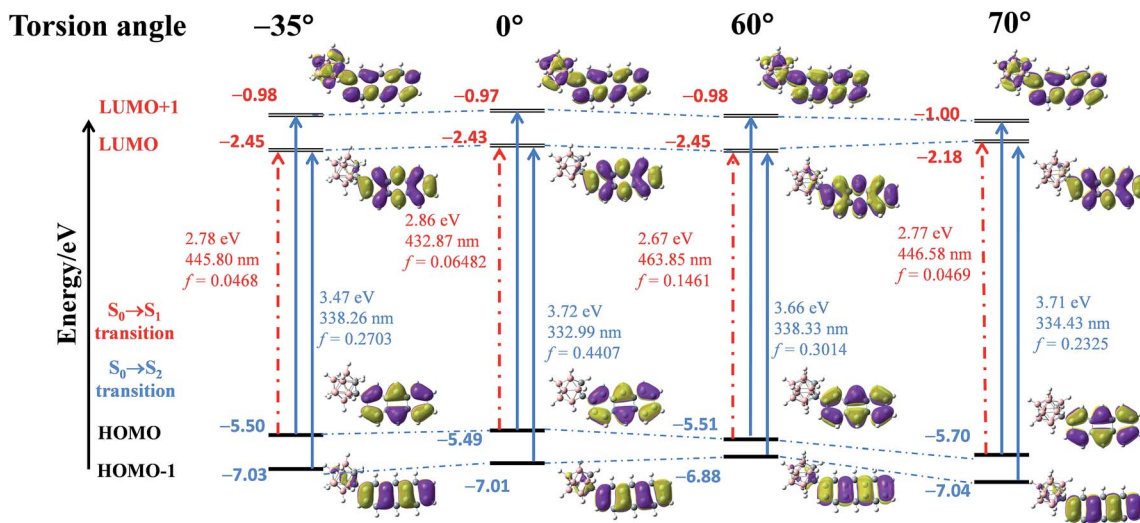 Torsion angle −35° 0° 60° 70°
LUMO+1 −0.98 −0.97 −0.98 −1.00
LUMO −2.45 −2.43 −2.45 −2.18
Energy/eV
2.78 eV
445.80 nm
f = 0.0468
2.86 eV
432.87 nm
f = 0.06482
2.67 eV
463.85 nm
f = 0.1461
2.77 eV
446.58 nm
f = 0.0469
S₀→S₁
transition
3.47 eV
338.26 nm
f = 0.2703
3.72 eV
332.99 nm
f = 0.4407
3.66 eV
338.33 nm
f = 0.3014
3.71 eV
334.43 nm
f = 0.2325
S₀→S₂
transition
HOMO −5.50 −5.49 −5.51 −5.70
HOMO-1 −7.03 −7.01 −6.88 −7.04